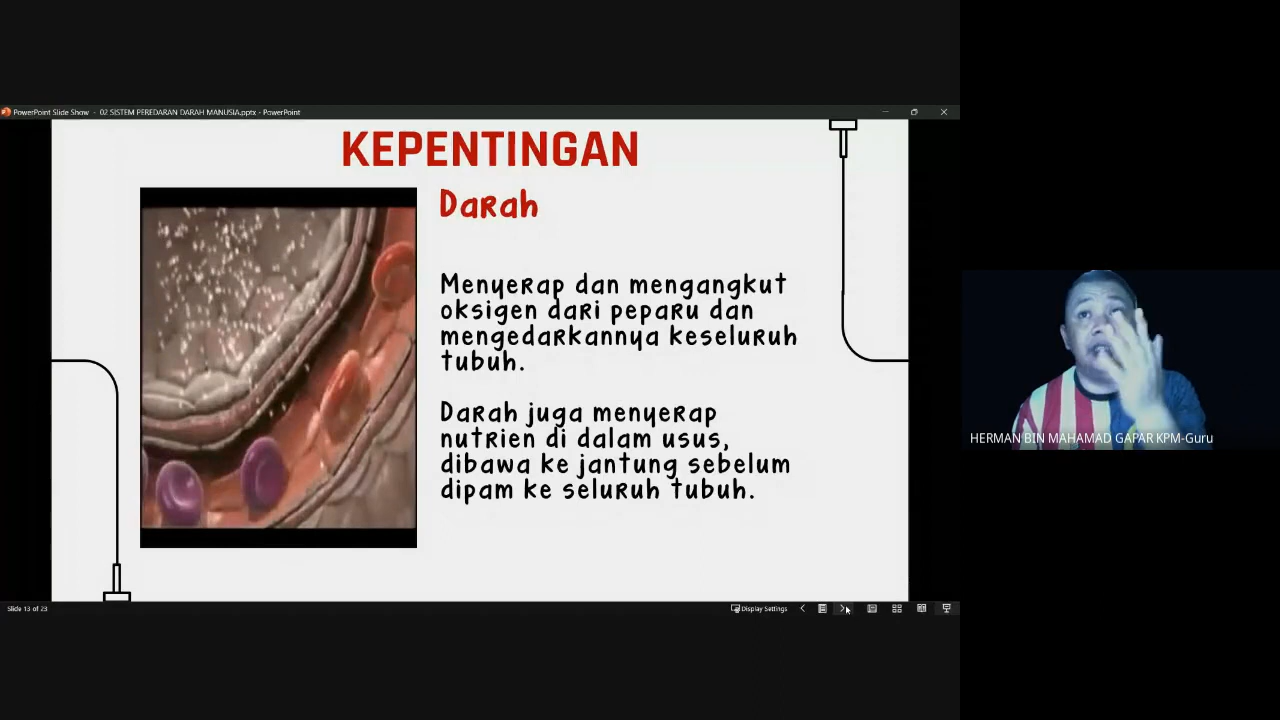 PowerPoint Slide Show - 02 SISTEM PEREDARAN DARAH MANUSIA.pptx - PowerPoint
KEPENTINGAN
Darah
Menyerap dan mengangkut
oksigen dari peparu dan
mengedarkannya keseluruh
tubuh.
Darah juga menyerap
nutrien di dalam usus,
dibawa ke jantung sebelum
dipam ke seluruh tubuh.
HERMAN BIN MAHAMAD GAPAR KPM-Guru
Slide 13 of 23
Display Settings